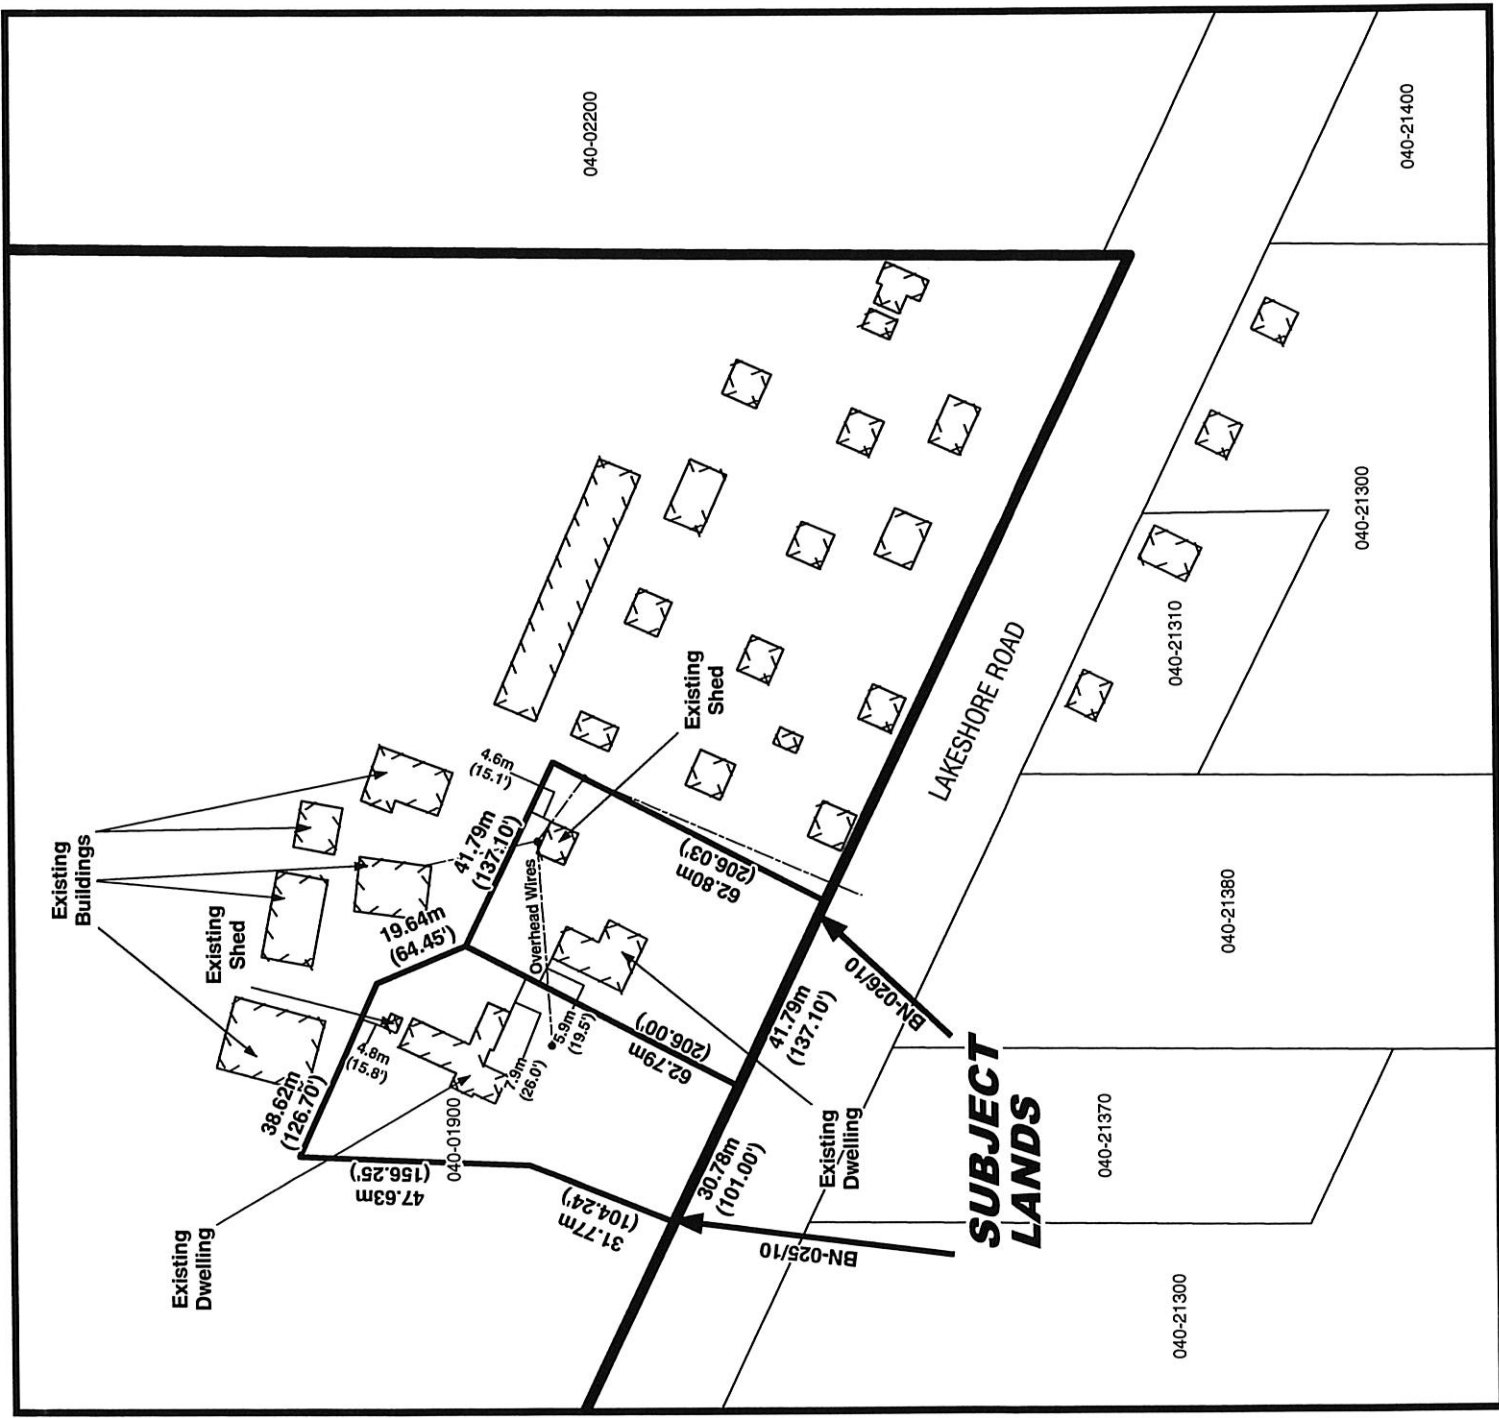 040-02200
040-21400
Existing
Buildings
Existing
Shed
4.6m
(15.1')
41.79m
(137.10')
19.64m
(64.45')
Overhead Wires
Existing
Shed
62.80m
(206.03')
LAKESHORE ROAD
040-21300
040-21310
040-21380
38.62m
(126.70')
4.8m
(15.8')
7.9m
(26.0')
5.9m
(19.5')
62.79m
(206.00')
41.79m
(137.10')
BN-026/10
040-01900
47.63m
(156.25')
31.77m
(104.24')
30.78m
(101.00')
BN-025/10
Existing
Dwelling
Existing
Dwelling
SUBJECT
LANDS
040-21370
040-21300